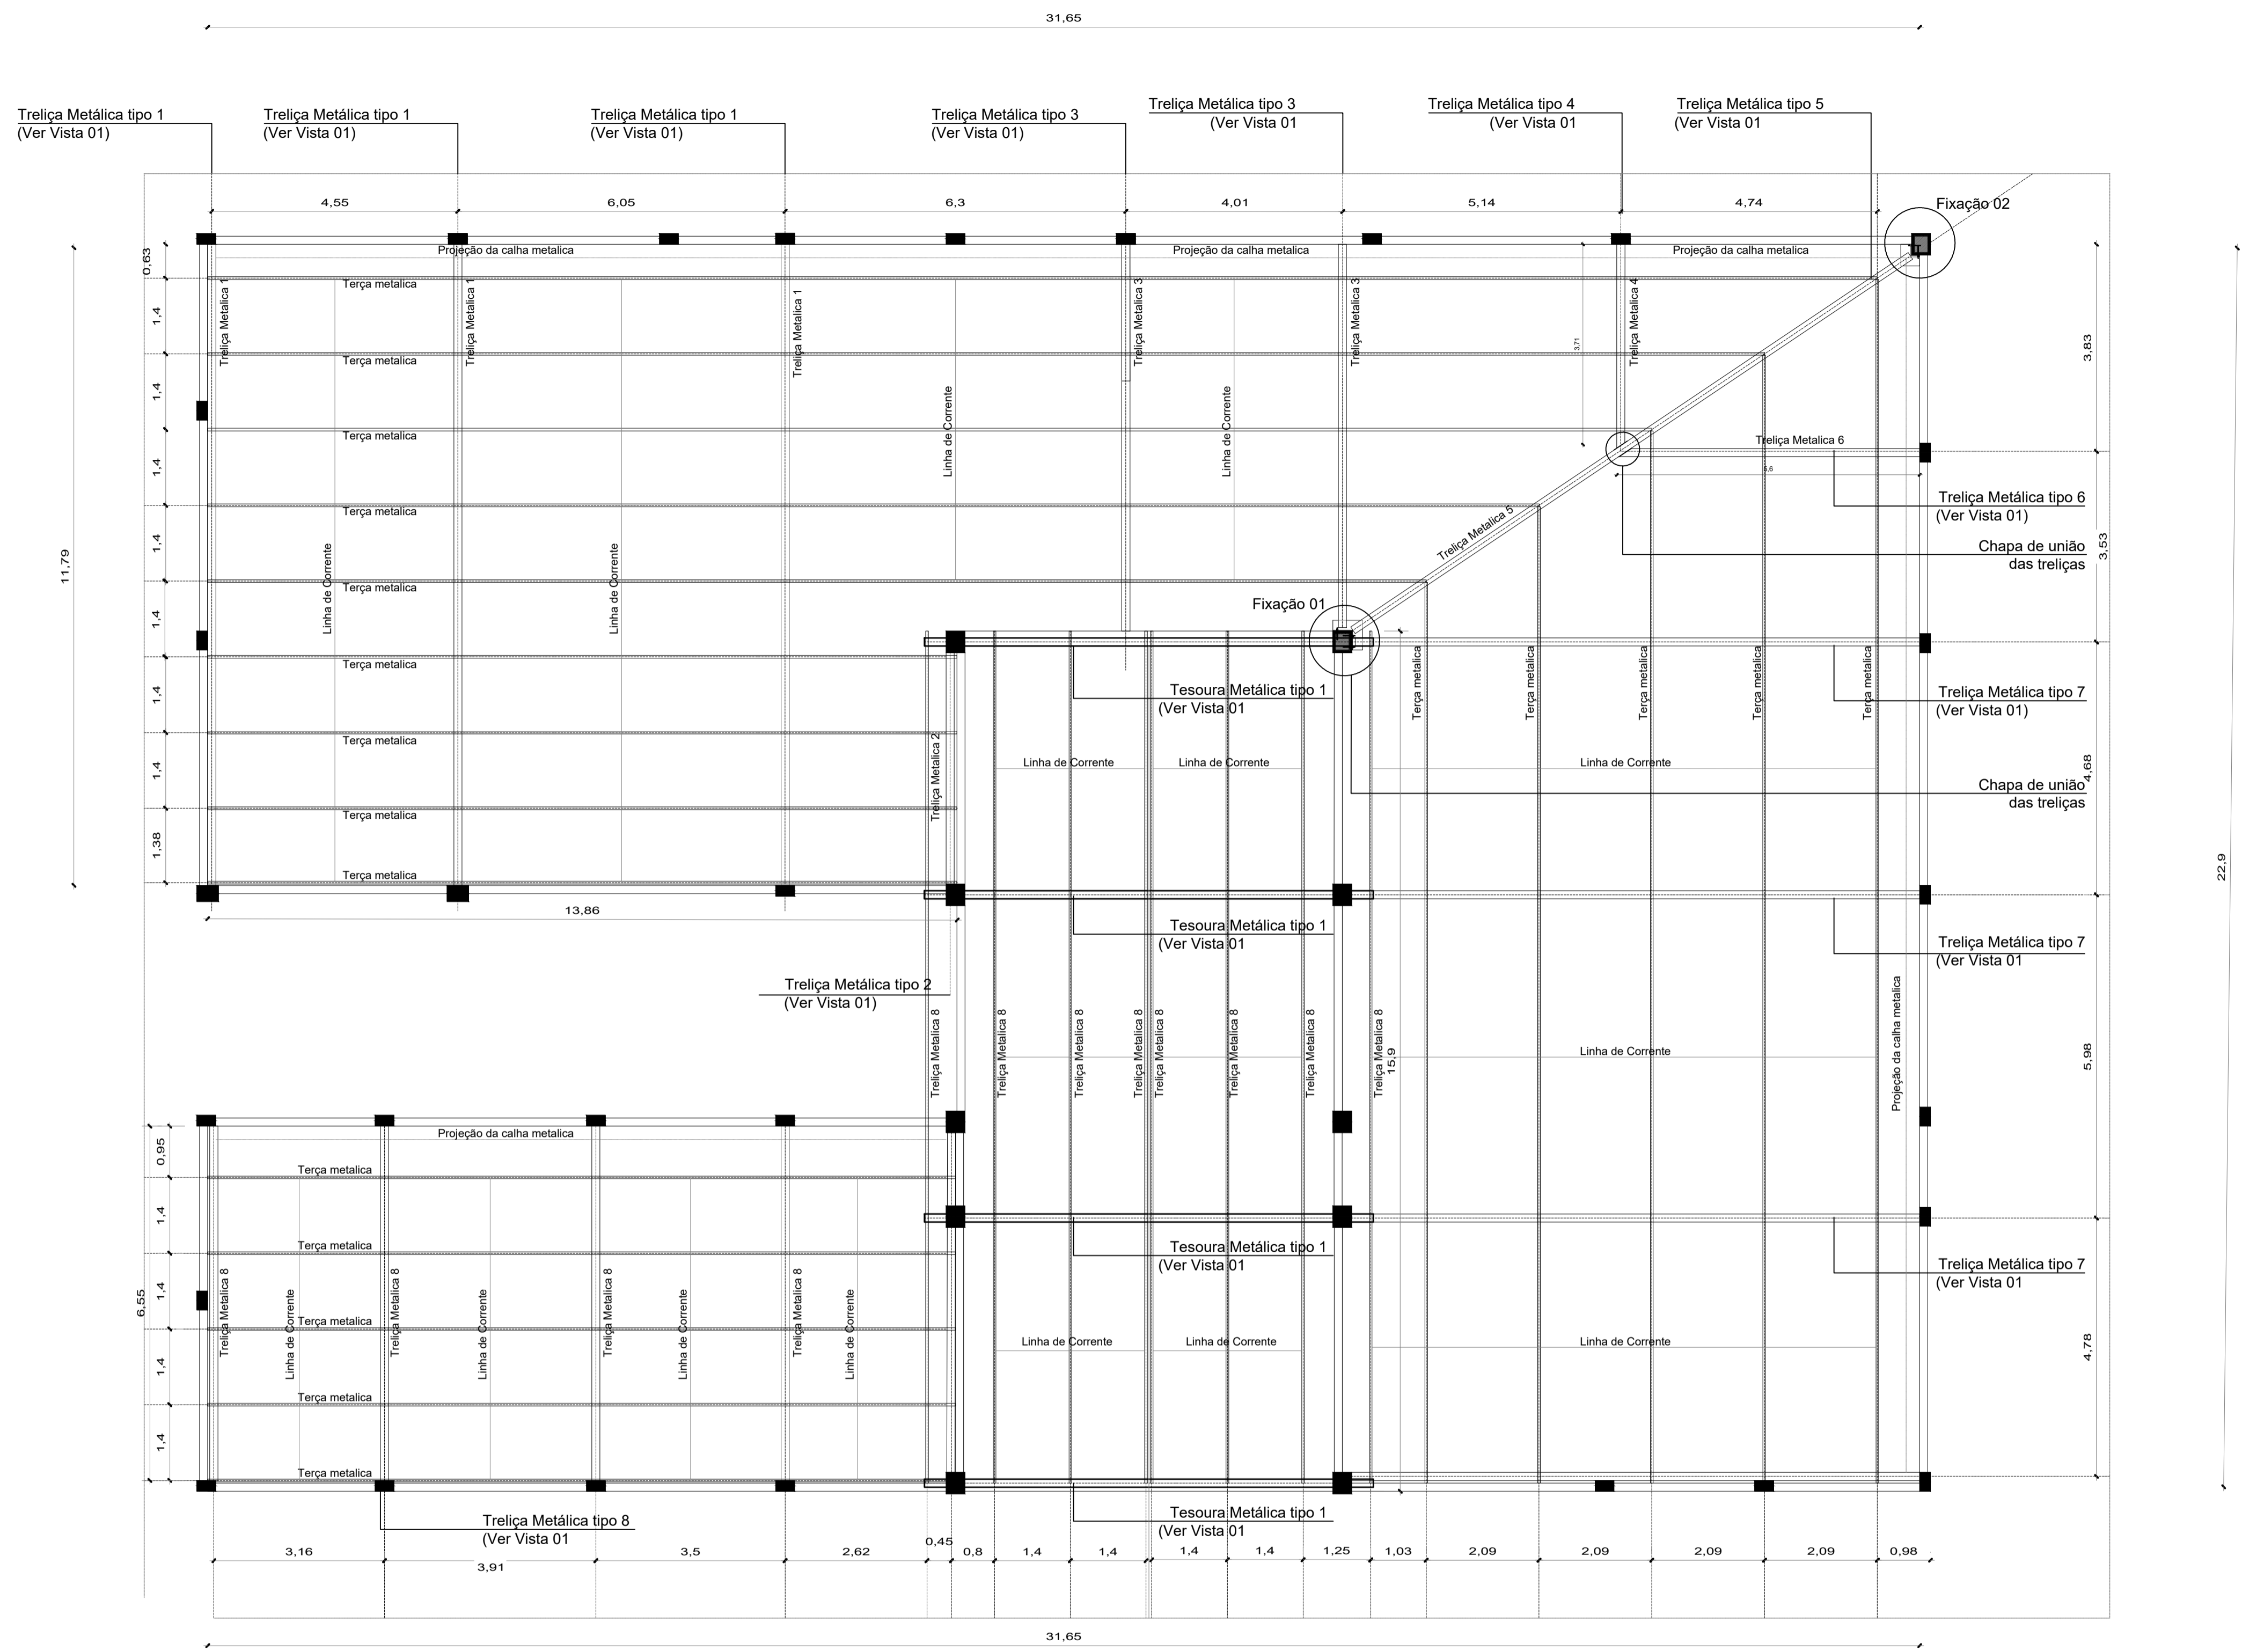 31,65
Treliça Metálica tipo 1
(Ver Vista 01)
Treliça Metálica tipo 1
(Ver Vista 01)
Treliça Metálica tipo 1
(Ver Vista 01)
Treliça Metálica tipo 3
(Ver Vista 01)
Treliça Metálica tipo 3
(Ver Vista 01
Treliça Metálica tipo 4
(Ver Vista 01
Treliça Metálica tipo 5
(Ver Vista 01
4,55
6,05
6,3
4,01
5,14
4,74
Fixação 02
Projeção da calha metalica
Projeção da calha metalica
Projeção da calha metalica
0,63
1,4
1,4
1,4
1,4
1,4
1,4
1,4
1,38
11,79
Terça metalica
Terça metalica
Terça metalica
Terça metalica
Terça metalica
Terça metalica
Terça metalica
Terça metalica
Terça metalica
Treliça Metalica 1
Treliça Metalica 1
Treliça Metalica 1
Treliça Metalica 3
Treliça Metalica 3
Treliça Metalica 4
3,71
Linha de Corrente
Linha de Corrente
Linha de Corrente
Linha de Corrente
Treliça Metalica 5
Treliça Metalica 6
5,6
3,83
3,53
4,68
5,98
4,78
22,9
Treliça Metálica tipo 6
(Ver Vista 01)
Chapa de união
das treliças
Fixação 01
Tesoura Metálica tipo 1
(Ver Vista 01
Treliça Metálica tipo 7
(Ver Vista 01)
Terça metalica
Terça metalica
Terça metalica
Terça metalica
Terça metalica
Treliça Metalica 2
Linha de Corrente
Linha de Corrente
Linha de Corrente
Chapa de união
das treliças
13,86
Tesoura Metálica tipo 1
(Ver Vista 01
Treliça Metálica tipo 7
(Ver Vista 01
Treliça Metálica tipo 2
(Ver Vista 01)
Treliça Metalica 8
Treliça Metalica 8
Treliça Metalica 8
Treliça Metalica 8
Treliça Metalica 8
Treliça Metalica 8
Treliça Metalica 8
Treliça Metalica 8
15,9
Linha de Corrente
Projeção da calha metalica
Projeção da calha metalica
0,95
1,4
1,4
1,4
1,4
6,55
Terça metalica
Terça metalica
Terça metalica
Terça metalica
Terça metalica
Treliça Metalica 8
Treliça Metalica 8
Treliça Metalica 8
Treliça Metalica 8
Linha de Corrente
Linha de Corrente
Linha de Corrente
Linha de Corrente
Tesoura Metálica tipo 1
(Ver Vista 01
Treliça Metálica tipo 7
(Ver Vista 01
Linha de Corrente
Linha de Corrente
Linha de Corrente
Treliça Metálica tipo 8
(Ver Vista 01
Tesoura Metálica tipo 1
(Ver Vista 01
3,16
3,91
3,5
2,62
0,45
0,8
1,4
1,4
1,4
1,4
1,25
1,03
2,09
2,09
2,09
2,09
0,98
31,65